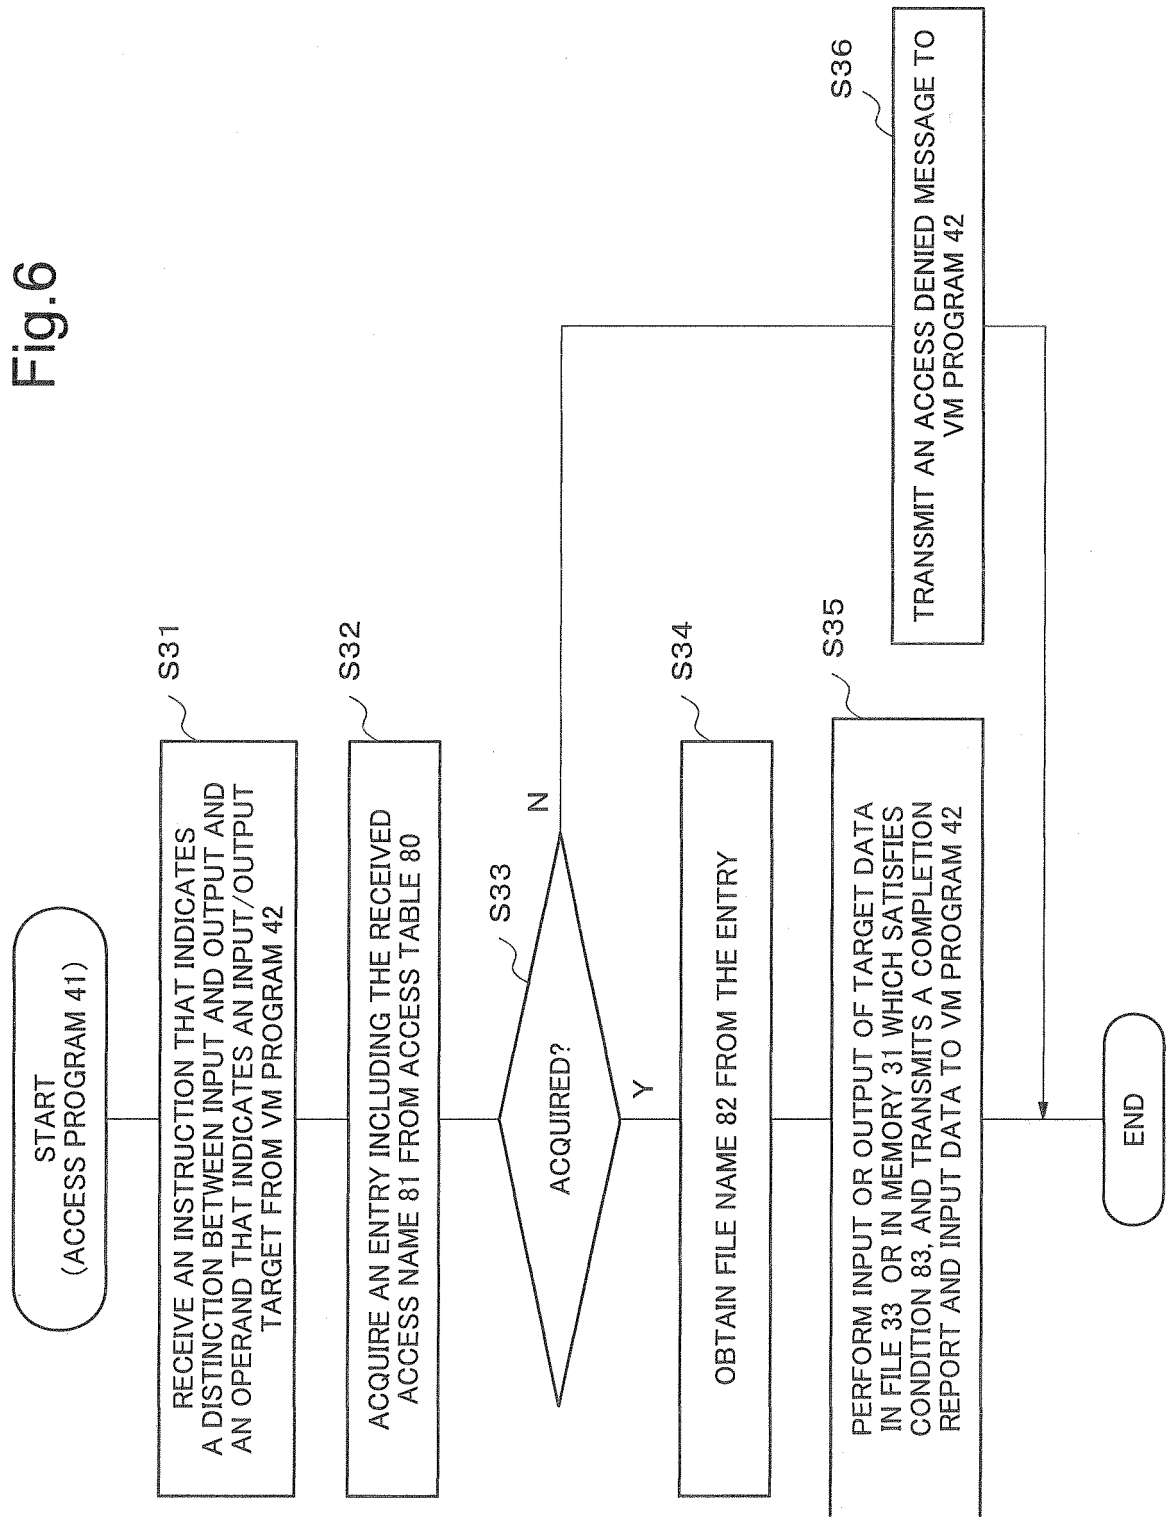 Fig.6
START
(ACCESS PROGRAM 41)
S31
RECEIVE AN INSTRUCTION THAT INDICATES
A DISTINCTION BETWEEN INPUT AND OUTPUT AND
AN OPERAND THAT INDICATES AN INPUT/OUTPUT
TARGET FROM VM PROGRAM 42
S32
ACQUIRE AN ENTRY INCLUDING THE RECEIVED
ACCESS NAME 81 FROM ACCESS TABLE 80
S33
ACQUIRED?
N
Y
S34
OBTAIN FILE NAME 82 FROM THE ENTRY
S35
PERFORM INPUT OR OUTPUT OF TARGET DATA
IN FILE 33 OR IN MEMORY 31 WHICH SATISFIES
CONDITION 83, AND TRANSMITS A COMPLETION
REPORT AND INPUT DATA TO VM PROGRAM 42
S36
TRANSMIT AN ACCESS DENIED MESSAGE TO
VM PROGRAM 42
END